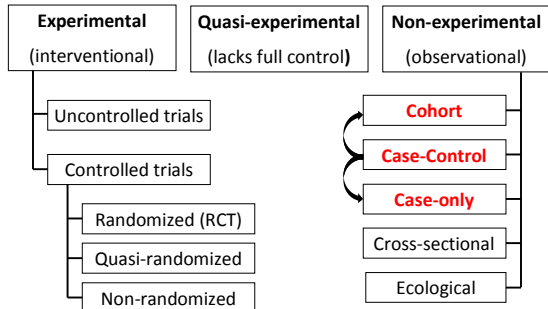 Experimental
(interventional)
Quasi-experimental
(lacks full control)
Non-experimental
(observational)
Uncontrolled trials
Controlled trials
Randomized (RCT)
Quasi-randomized
Non-randomized
Cohort
Case-Control
Case-only
Cross-sectional
Ecological